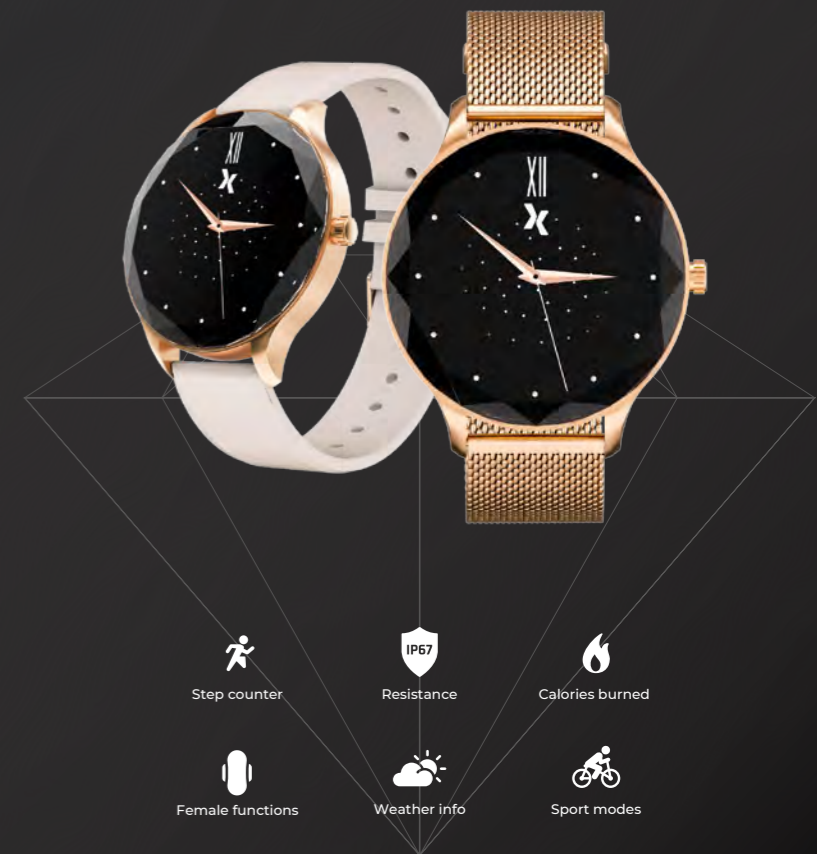 XII
XII
IP67
Step counter
Resistance
Calories burned
Female functions
Weather info
Sport modes